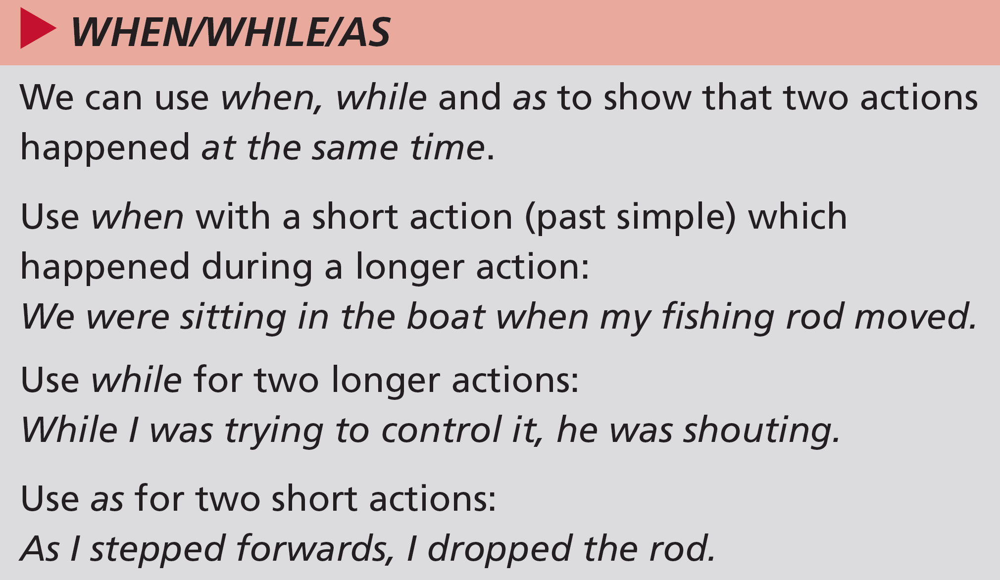 WHEN/WHILE/AS
We can use when, while and as to show that two actions
happened at the same time.
Use when with a short action (past simple) which
happened during a longer action:
We were sitting in the boat when my fishing rod moved.
Use while for two longer actions:
While I was trying to control it, he was shouting.
Use as for two short actions:
As I stepped forwards, I dropped the rod.